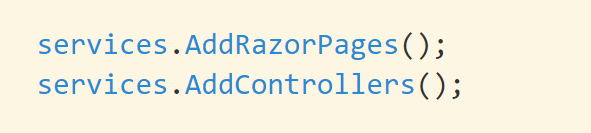 services.AddRazorPages();
services.AddControllers();